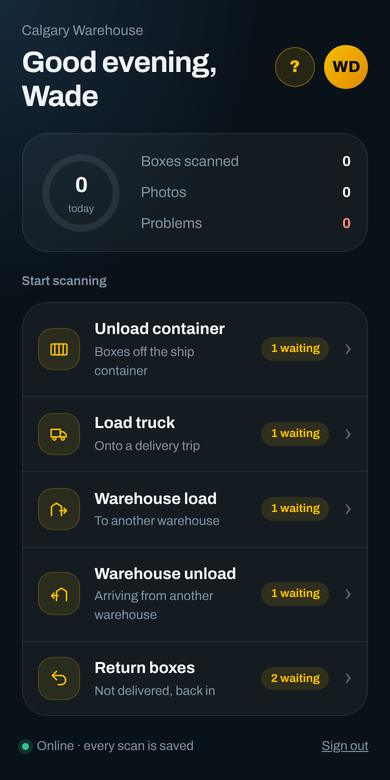 Calgary Warehouse
Good evening,
Wade
?
WD
0
today
Boxes scanned 0
Photos 0
Problems 0
Start scanning
Unload container
Boxes off the ship
container
1 waiting
Load truck
Onto a delivery trip
1 waiting
Warehouse load
To another warehouse
1 waiting
Warehouse unload
Arriving from another
warehouse
1 waiting
Return boxes
Not delivered, back in
2 waiting
Online · every scan is saved
Sign out